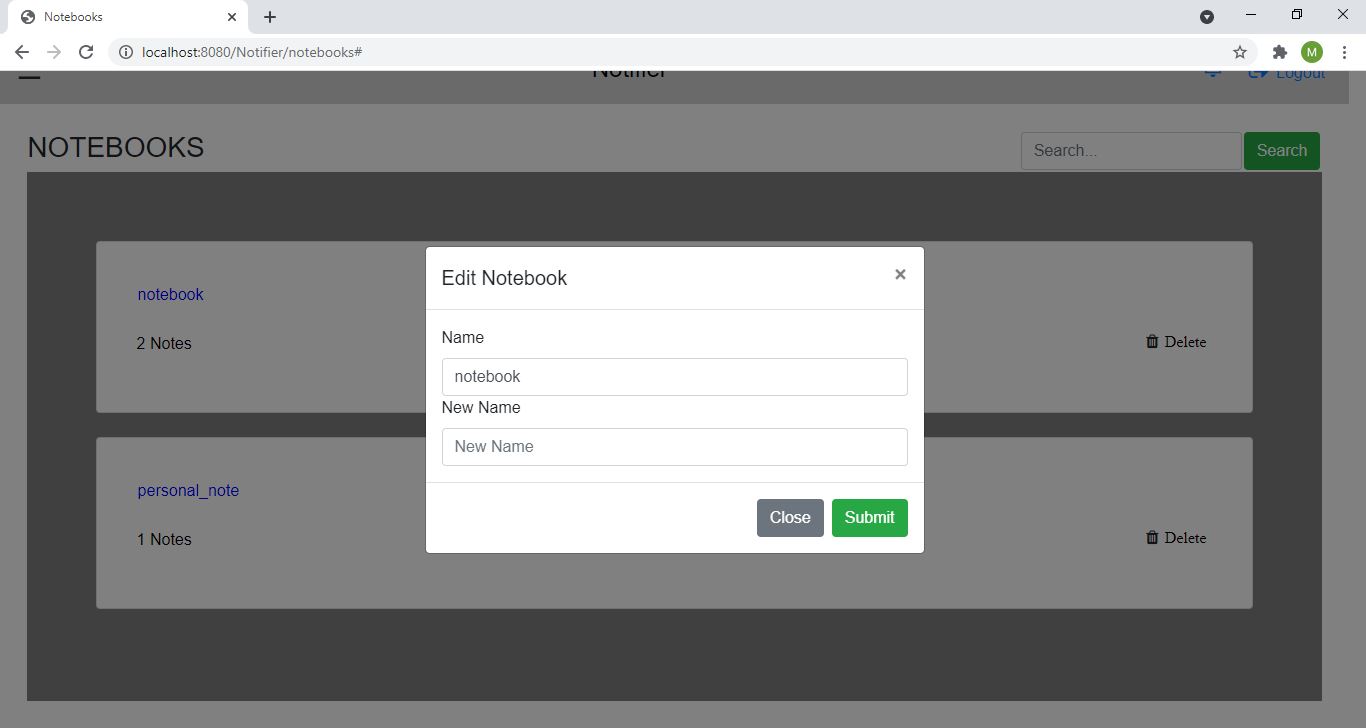 Notebooks
localhost:8080/Notifier/notebooks#
M
Notifier
Logout
NOTEBOOKS
Search...
Search
Edit Notebook
×
notebook
Name
2 Notes
Delete
notebook
New Name
New Name
personal_note
Close
Submit
1 Notes
Delete